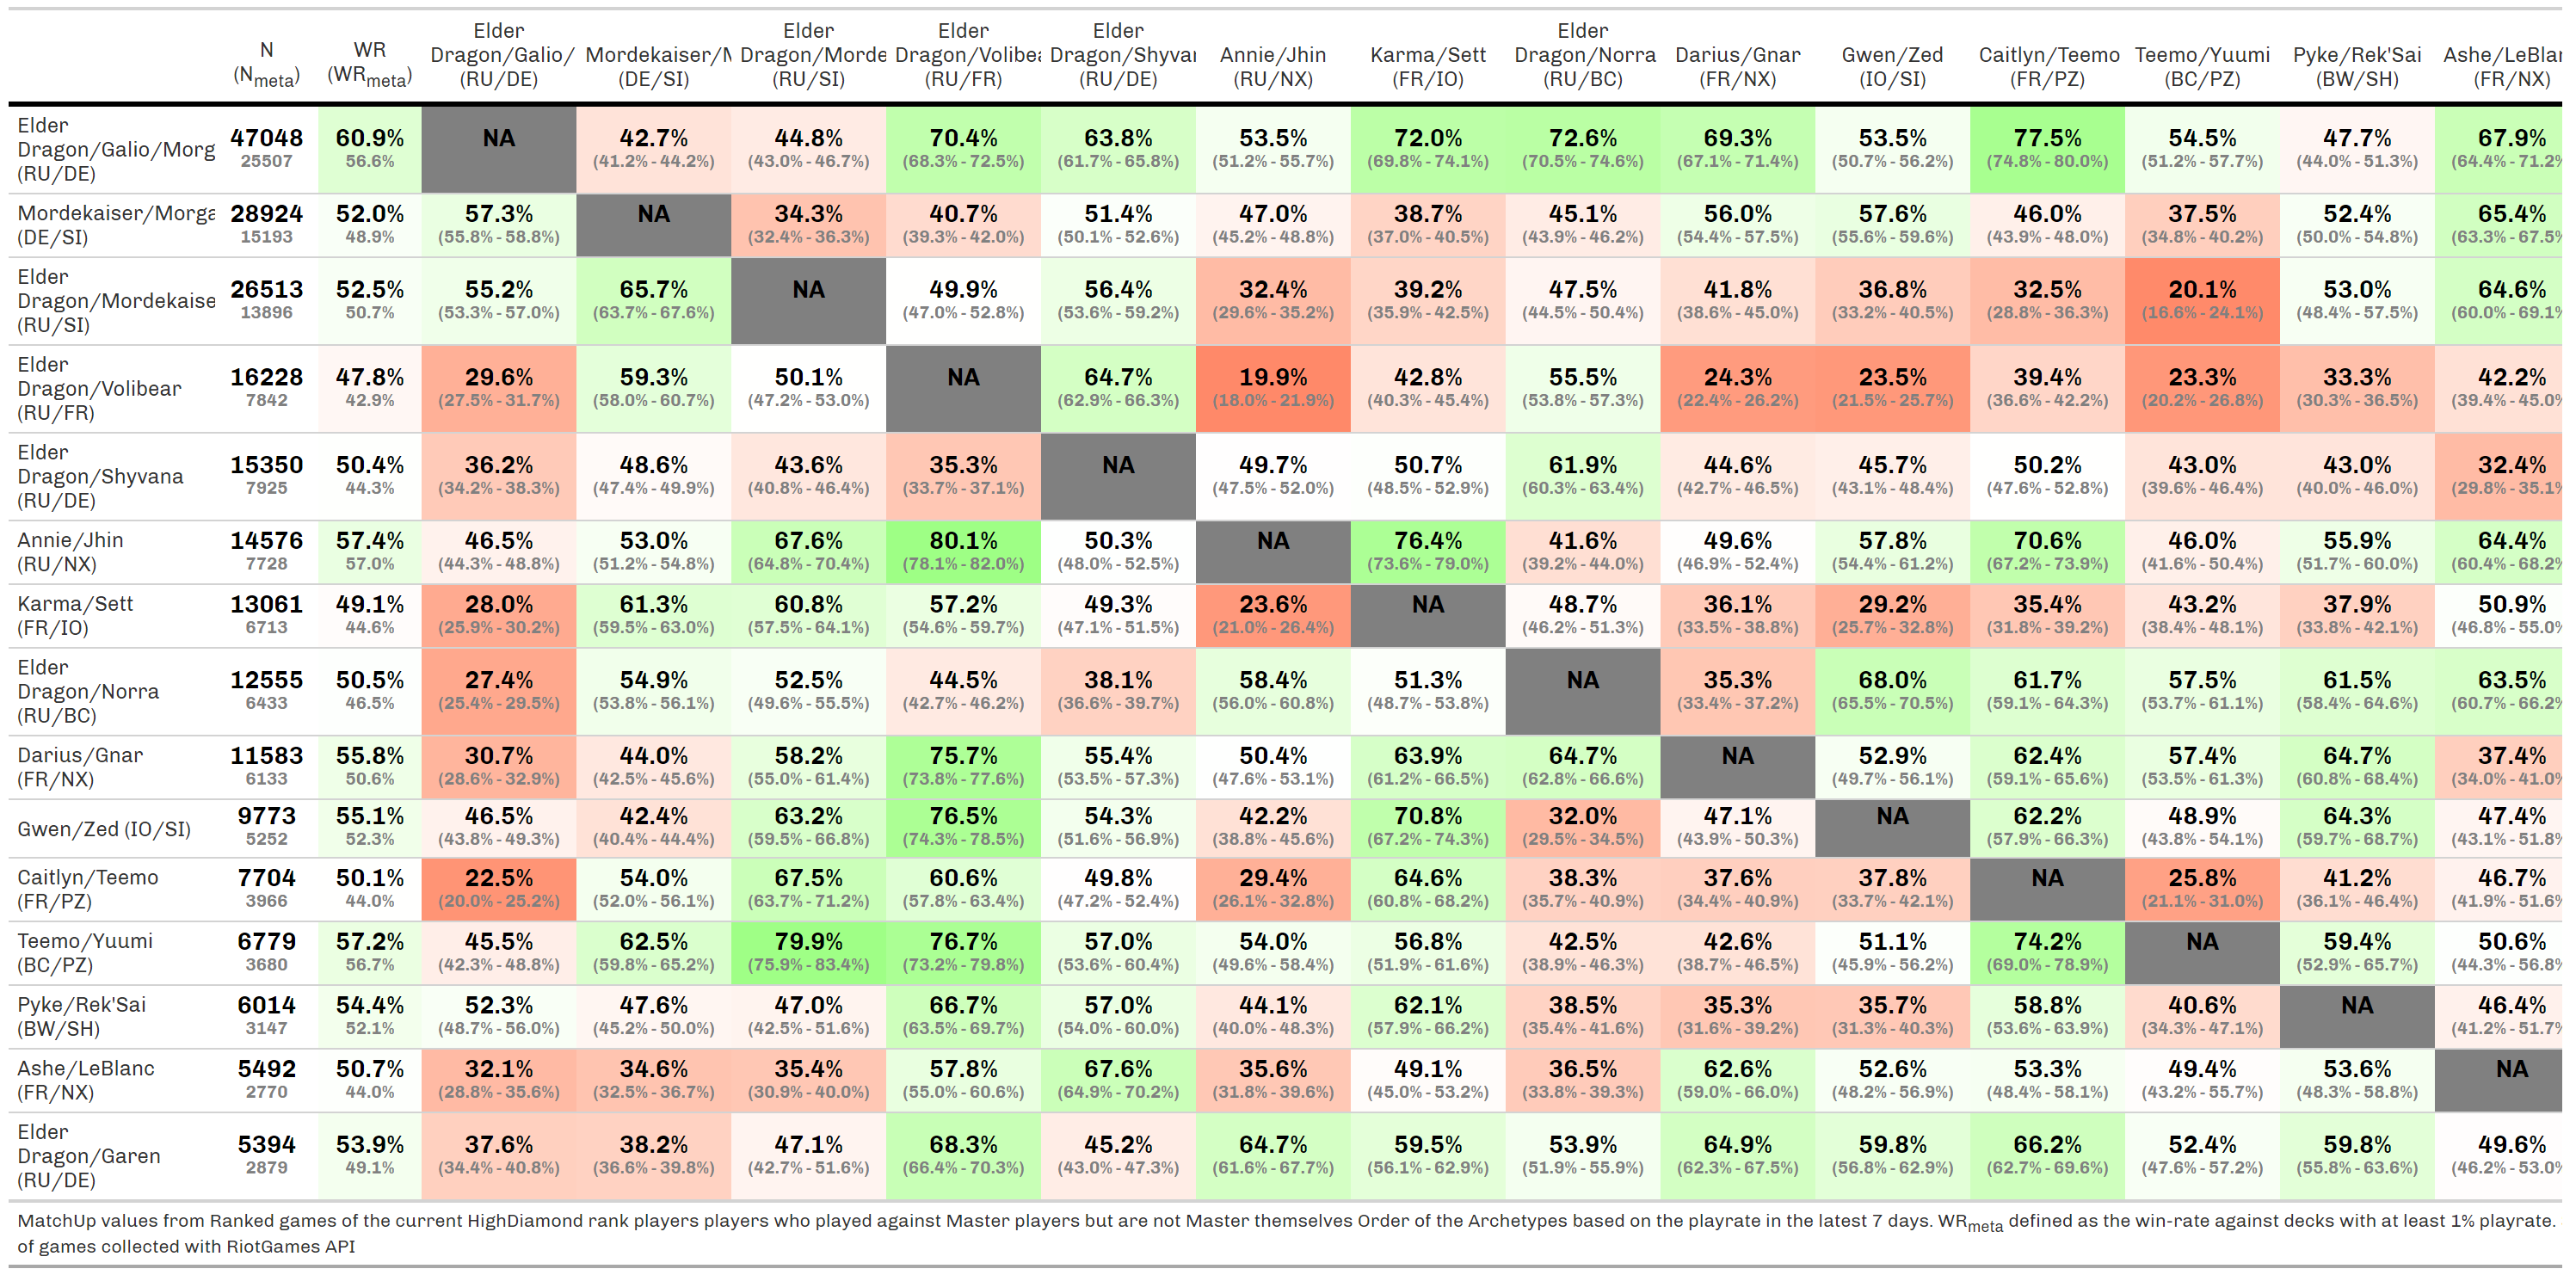 N (Nmeta) WR (WRmeta) Elder Dragon/Galio/ (RU/DE) Mordekaiser/M (DE/SI) Elder Dragon/Morde (RU/SI) Elder Dragon/Volibea (RU/FR) Elder Dragon/Shyvar (RU/DE) Annie/Jhin (RU/NX) Karma/Sett (FR/IO) Elder Dragon/Norra (RU/BC) Darius/Gnar (FR/NX) Gwen/Zed (IO/SI) Caitlyn/Teemo (FR/PZ) Teemo/Yuumi (BC/PZ) Pyke/Rek'Sai (BW/SH) Ashe/LeBlar (FR/NX)
Elder Dragon/Galio/Morg (RU/DE) 47048 60.9% NA 42.7% 44.8% 70.4% 63.8% 53.5% 72.0% 72.6% 69.3% 53.5% 77.5% 54.5% 47.7% 67.9%
25507 56.6% (41.2% - 44.2%) (43.0% - 46.7%) (68.3% - 72.5%) (61.7% - 65.8%) (51.2% - 55.7%) (69.8% - 74.1%) (70.5% - 74.6%) (67.1% - 71.4%) (50.7% - 56.2%) (74.8% - 80.0%) (51.2% - 57.7%) (44.0% - 51.3%) (64.4% - 71.2%
Mordekaiser/Morga (DE/SI) 28924 52.0% 57.3% NA 34.3% 40.7% 51.4% 47.0% 38.7% 45.1% 56.0% 57.6% 46.0% 37.5% 52.4% 65.4%
15193 48.9% (55.8% - 58.8%) (32.4% - 36.3%) (39.3% - 42.0%) (50.1% - 52.6%) (45.2% - 48.8%) (37.0% - 40.5%) (43.9% - 46.2%) (54.4% - 57.5%) (55.6% - 59.6%) (43.9% - 48.0%) (34.8% - 40.2%) (50.0% - 54.8%) (63.3% - 67.5%
Elder Dragon/Mordekaise (RU/SI) 26513 52.5% 55.2% 65.7% NA 49.9% 56.4% 32.4% 39.2% 47.5% 41.8% 36.8% 32.5% 20.1% 53.0% 64.6%
13896 50.7% (53.3% - 57.0%) (63.7% - 67.6%) (47.0% - 52.8%) (53.6% - 59.2%) (29.6% - 35.2%) (35.9% - 42.5%) (44.5% - 50.4%) (38.6% - 45.0%) (33.2% - 40.5%) (28.8% - 36.3%) (16.6% - 24.1%) (48.4% - 57.5%) (60.0% - 69.1%
Elder Dragon/Volibear (RU/FR) 16228 47.8% 29.6% 59.3% 50.1% NA 64.7% 19.9% 42.8% 55.5% 24.3% 23.5% 39.4% 23.3% 33.3% 42.2%
7842 42.9% (27.5% - 31.7%) (58.0% - 60.7%) (47.2% - 53.0%) (62.9% - 66.3%) (18.0% - 21.9%) (40.3% - 45.4%) (53.8% - 57.3%) (22.4% - 26.2%) (21.5% - 25.7%) (36.6% - 42.2%) (20.2% - 26.8%) (30.3% - 36.5%) (39.4% - 45.0%
Elder Dragon/Shyvana (RU/DE) 15350 50.4% 36.2% 48.6% 43.6% 35.3% NA 49.7% 50.7% 61.9% 44.6% 45.7% 50.2% 43.0% 43.0% 32.4%
7925 44.3% (34.2% - 38.3%) (47.4% - 49.9%) (40.8% - 46.4%) (33.7% - 37.1%) (47.5% - 52.0%) (48.5% - 52.9%) (60.3% - 63.4%) (42.7% - 46.5%) (43.1% - 48.4%) (47.6% - 52.8%) (39.6% - 46.4%) (40.0% - 46.0%) (29.8% - 35.1%
Annie/Jhin (RU/NX) 14576 57.4% 46.5% 53.0% 67.6% 80.1% 50.3% NA 76.4% 41.6% 49.6% 57.8% 70.6% 46.0% 55.9% 64.4%
7728 57.0% (44.3% - 48.8%) (51.2% - 54.8%) (64.8% - 70.4%) (78.1% - 82.0%) (48.0% - 52.5%) (73.6% - 79.0%) (39.2% - 44.0%) (46.9% - 52.4%) (54.4% - 61.2%) (67.2% - 73.9%) (41.6% - 50.4%) (51.7% - 60.0%) (60.4% - 68.2%
Karma/Sett (FR/IO) 13061 49.1% 28.0% 61.3% 60.8% 57.2% 49.3% 23.6% NA 48.7% 36.1% 29.2% 35.4% 43.2% 37.9% 50.9%
6713 44.6% (25.9% - 30.2%) (59.5% - 63.0%) (57.5% - 64.1%) (54.6% - 59.7%) (47.1% - 51.5%) (21.0% - 26.4%) (46.2% - 51.3%) (33.5% - 38.8%) (25.7% - 32.8%) (31.8% - 39.2%) (38.4% - 48.1%) (33.8% - 42.1%) (46.8% - 55.0%
Elder Dragon/Norra (RU/BC) 12555 50.5% 27.4% 54.9% 52.5% 44.5% 38.1% 58.4% 51.3% NA 35.3% 68.0% 61.7% 57.5% 61.5% 63.5%
6433 46.5% (25.4% - 29.5%) (53.8% - 56.1%) (49.6% - 55.5%) (42.7% - 46.2%) (36.6% - 39.7%) (56.0% - 60.8%) (48.7% - 53.8%) (33.4% - 37.2%) (65.5% - 70.5%) (59.1% - 64.3%) (53.7% - 61.1%) (58.4% - 64.6%) (60.7% - 66.2%
Darius/Gnar (FR/NX) 11583 55.8% 30.7% 44.0% 58.2% 75.7% 55.4% 50.4% 63.9% 64.7% NA 52.9% 62.4% 57.4% 64.7% 37.4%
6133 50.6% (28.6% - 32.9%) (42.5% - 45.6%) (55.0% - 61.4%) (73.8% - 77.6%) (53.5% - 57.3%) (47.6% - 53.1%) (61.2% - 66.5%) (62.8% - 66.6%) (49.7% - 56.1%) (59.1% - 65.6%) (53.5% - 61.3%) (60.8% - 68.4%) (34.0% - 41.0%
Gwen/Zed (IO/SI) 9773 55.1% 46.5% 42.4% 63.2% 76.5% 54.3% 42.2% 70.8% 32.0% 47.1% NA 62.2% 48.9% 64.3% 47.4%
5252 52.3% (43.8% - 49.3%) (40.4% - 44.4%) (59.5% - 66.8%) (74.3% - 78.5%) (51.6% - 56.9%) (38.8% - 45.6%) (67.2% - 74.3%) (29.5% - 34.5%) (43.9% - 50.3%) (57.9% - 66.3%) (43.8% - 54.1%) (59.7% - 68.7%) (43.1% - 51.8%
Caitlyn/Teemo (FR/PZ) 7704 50.1% 22.5% 54.0% 67.5% 60.6% 49.8% 29.4% 64.6% 38.3% 37.6% 37.8% NA 25.8% 41.2% 46.7%
3966 44.0% (20.0% - 25.2%) (52.0% - 56.1%) (63.7% - 71.2%) (57.8% - 63.4%) (47.2% - 52.4%) (26.1% - 32.8%) (60.8% - 68.2%) (35.7% - 40.9%) (34.4% - 40.9%) (33.7% - 42.1%) (21.1% - 31.0%) (36.1% - 46.4%) (41.9% - 51.6%
Teemo/Yuumi (BC/PZ) 6779 57.2% 45.5% 62.5% 79.9% 76.7% 57.0% 54.0% 56.8% 42.5% 42.6% 51.1% 74.2% NA 59.4% 50.6%
3680 56.7% (42.3% - 48.8%) (59.8% - 65.2%) (75.9% - 83.4%) (73.2% - 79.8%) (53.6% - 60.4%) (49.6% - 58.4%) (51.9% - 61.6%) (38.9% - 46.3%) (38.7% - 46.5%) (45.9% - 56.2%) (69.0% - 78.9%) (52.9% - 65.7%) (44.3% - 56.8%
Pyke/Rek'Sai (BW/SH) 6014 54.4% 52.3% 47.6% 47.0% 66.7% 57.0% 44.1% 62.1% 38.5% 35.3% 35.7% 58.8% 40.6% NA 46.4%
3147 52.1% (48.7% - 56.0%) (45.2% - 50.0%) (42.5% - 51.6%) (63.5% - 69.7%) (54.0% - 60.0%) (40.0% - 48.3%) (57.9% - 66.2%) (35.4% - 41.6%) (31.6% - 39.2%) (31.3% - 40.3%) (53.6% - 63.9%) (34.3% - 47.1%) (41.2% - 51.7%
Ashe/LeBlanc (FR/NX) 5492 50.7% 32.1% 34.6% 35.4% 57.8% 67.6% 35.6% 49.1% 36.5% 62.6% 52.6% 53.3% 49.4% 53.6% NA
2770 44.0% (28.8% - 35.6%) (32.5% - 36.7%) (30.9% - 40.0%) (55.0% - 60.6%) (64.9% - 70.2%) (31.8% - 39.6%) (45.0% - 53.2%) (33.8% - 39.3%) (59.0% - 66.0%) (48.2% - 56.9%) (48.4% - 58.1%) (43.2% - 55.7%) (48.3% - 58.8%)
Elder Dragon/Garen (RU/DE) 5394 53.9% 37.6% 38.2% 47.1% 68.3% 45.2% 64.7% 59.5% 53.9% 64.9% 59.8% 66.2% 52.4% 59.8% 49.6%
2879 49.1% (34.4% - 40.8%) (36.6% - 39.8%) (42.7% - 51.6%) (66.4% - 70.3%) (43.0% - 47.3%) (61.6% - 67.7%) (56.1% - 62.9%) (51.9% - 55.9%) (62.3% - 67.5%) (56.8% - 62.9%) (62.7% - 69.6%) (47.6% - 57.2%) (55.8% - 63.6%) (46.2% - 53.0%
MatchUp values from Ranked games of the current HighDiamond rank players players who played against Master players but are not Master themselves Order of the Archetypes based on the playrate in the latest 7 days. WRmeta defined as the win-rate against decks with at least 1% playrate.
of games collected with RiotGames API